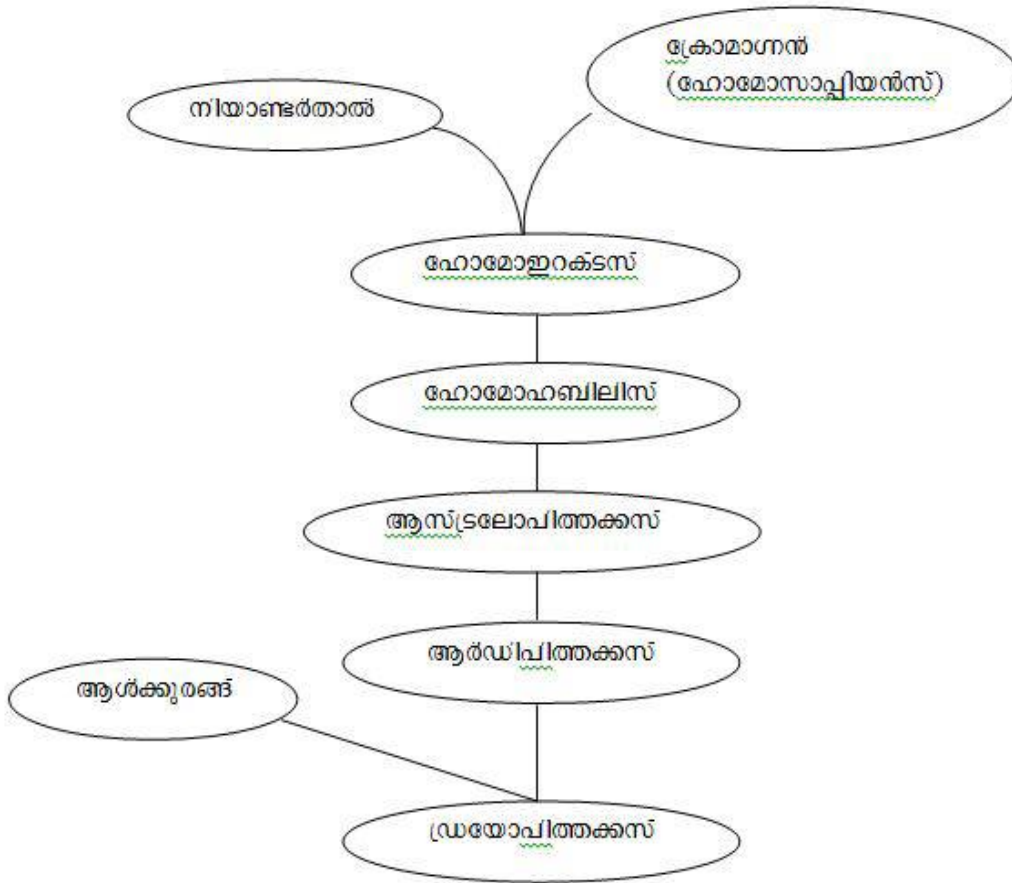 ക്രോമാഗ്നൻ
(ഹോമോസാപ്പിയൻസ്)
നിയാണ്ടർതാൽ
ഹോമോഇറക്ടസ്
ഹോമോഹബിലിസ്
ആസ്ട്രലോപിത്തക്കസ്
ആർഡിപിത്തക്കസ്
ആൾക്കുരങ്ങ്
ഡ്രയോപിത്തക്കസ്